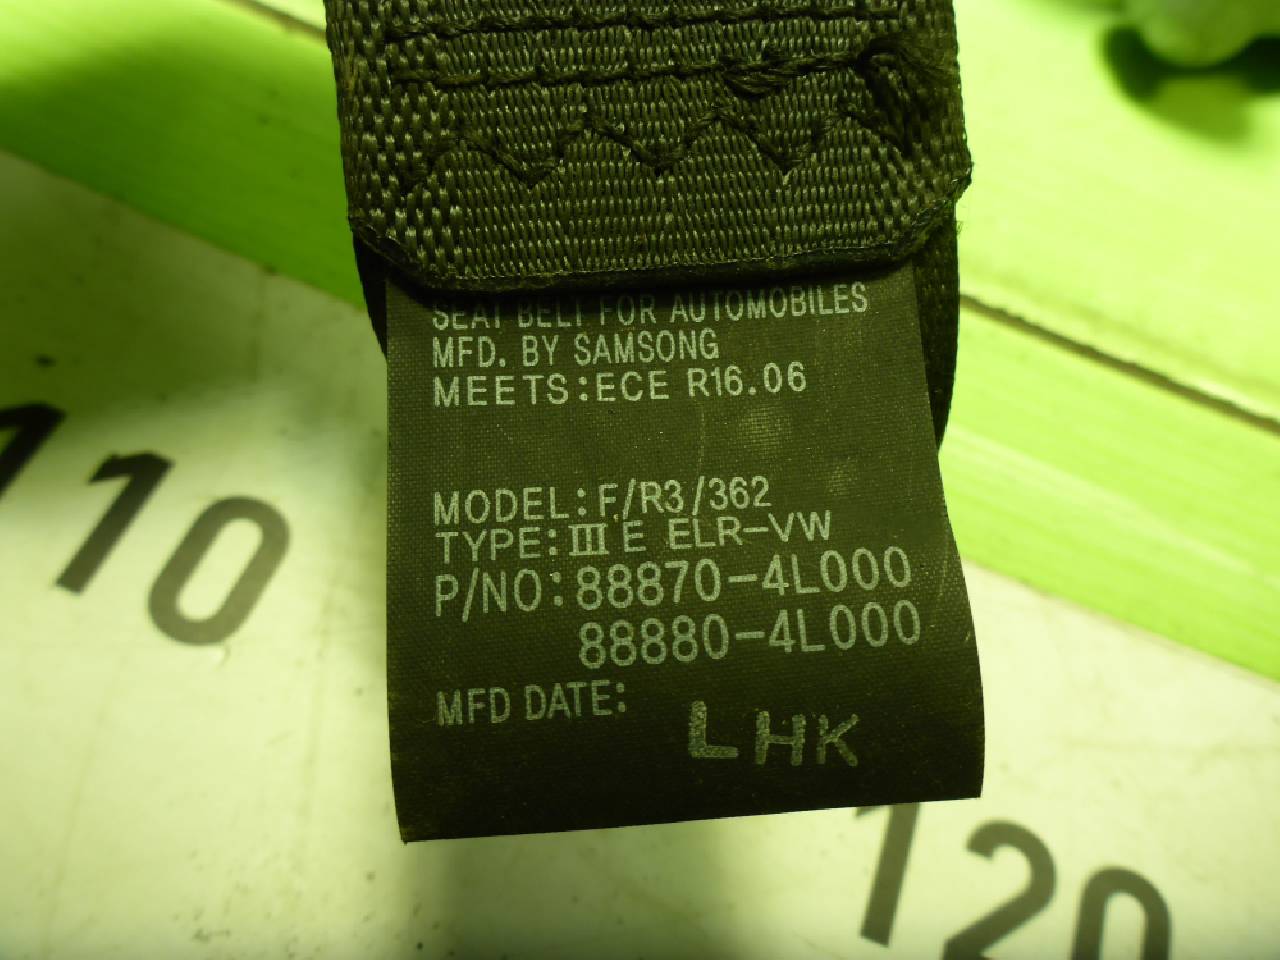 SEAT BELT FOR AUTOMOBILES
MFD. BY SAMSONG
MEETS:ECE R16.06
MODEL:F/R3/362
TYPE:ⅢE ELR-VW
P/NO:88870-4L000
88880-4L000
MFD DATE:
LHK
110
120